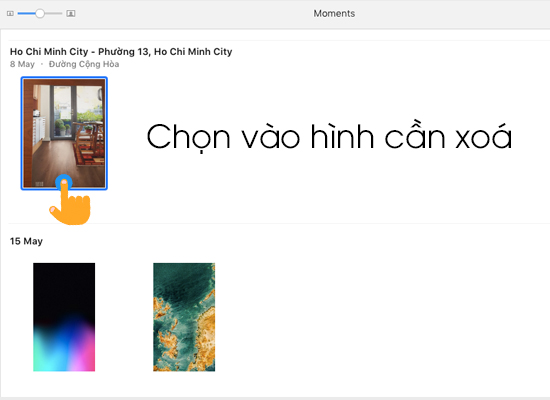 Moments
Ho Chi Minh City - Phường 13, Ho Chi Minh City
8 May · Đường Cộng Hòa
Chọn vào hình cần xoá
15 May